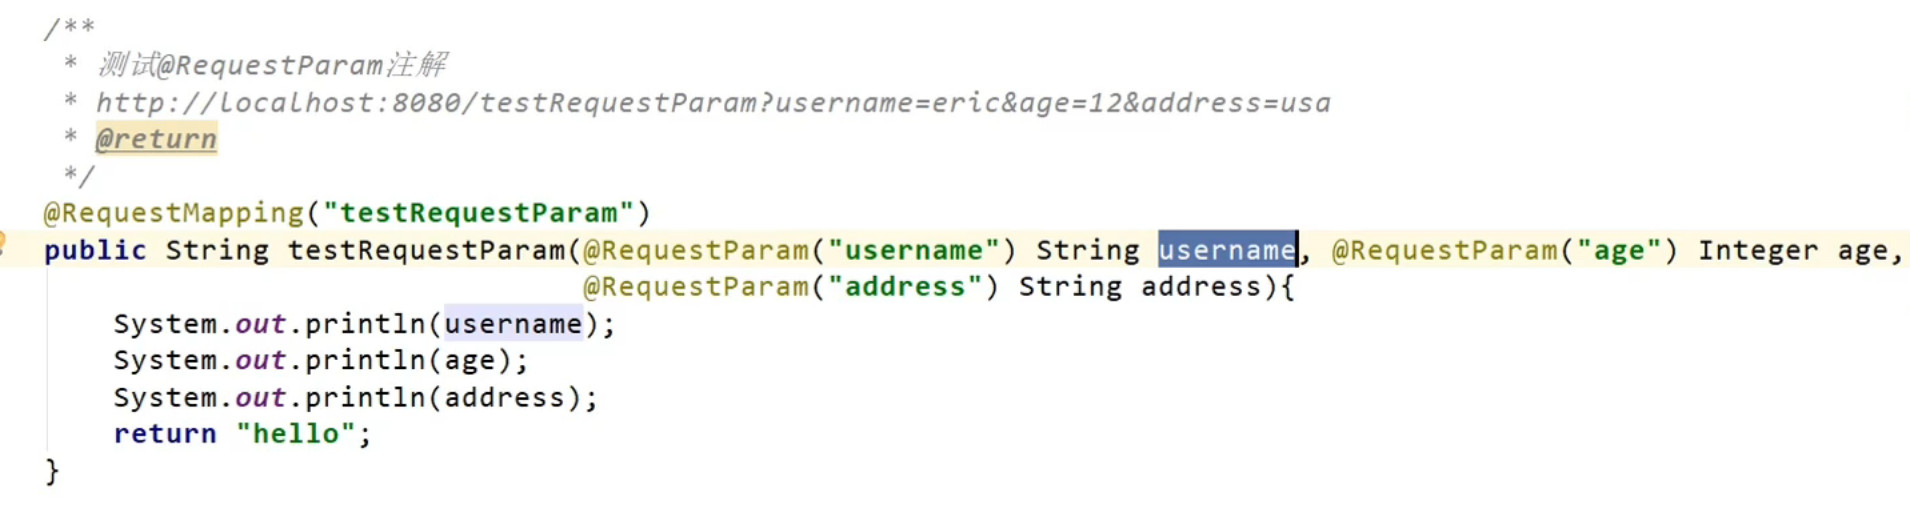 /**
 * 测试@RequestParam注解
 * http://localhost:8080/testRequestParam?username=eric&age=12&address=usa
 * @return
 */
@RequestMapping("testRequestParam")
public String testRequestParam(@RequestParam("username") String username, @RequestParam("age") Integer age,
@RequestParam("address") String address){
System.out.println(username);
System.out.println(age);
System.out.println(address);
return "hello";
}